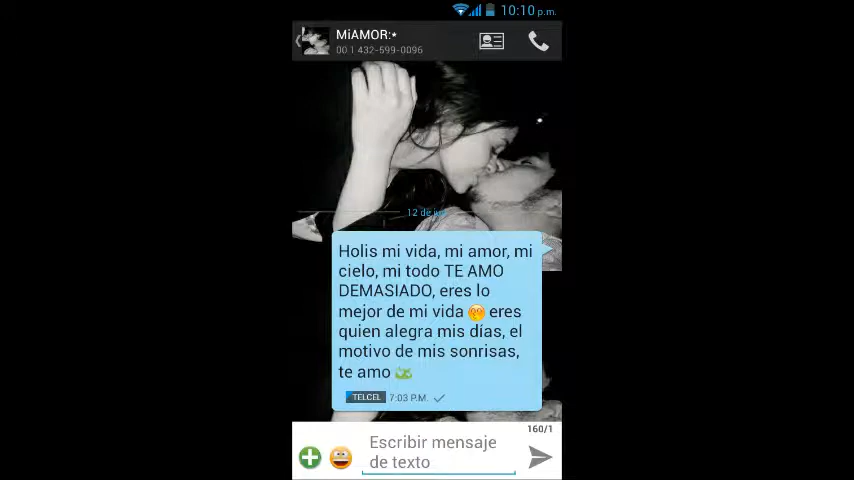 10:10 p.m.
MiAMOR:*
00 1 432-599-0096
12 de
Holis mi vida, mi amor, mi
cielo, mi todo TE AMO
DEMASIADO, eres lo
mejor de mi vida eres
quien alegra mis días, el
motivo de mis sonrisas,
te amo
TELCEL 7:03 P.M.
160/1
Escribir mensaje
de texto